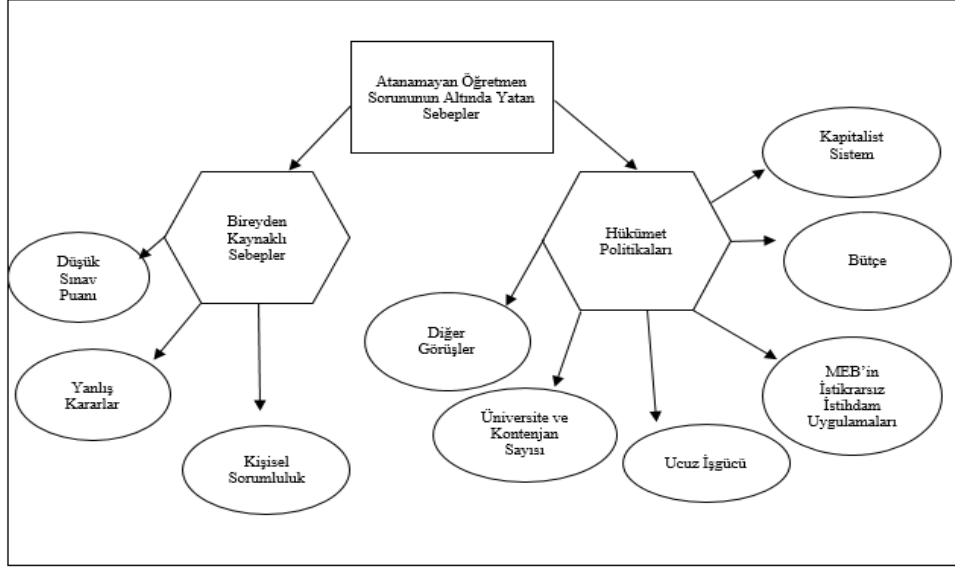 Atanamayan Öğretmen
Sorununun Altında Yatan
Sebepler
Bireyden
Kaynaklı
Sebepler
Düşük
Sınav
Puanı
Yanlış
Kararlar
Kişisel
Sorumluluk
Hükümet
Politikaları
Diğer
Görüşler
Üniversite ve
Kontenjan
Sayısı
Ucuz İşgücü
MEB’in
İstikrarsız
İstihdam
Uygulamaları
Bütçe
Kapitalist
Sistem